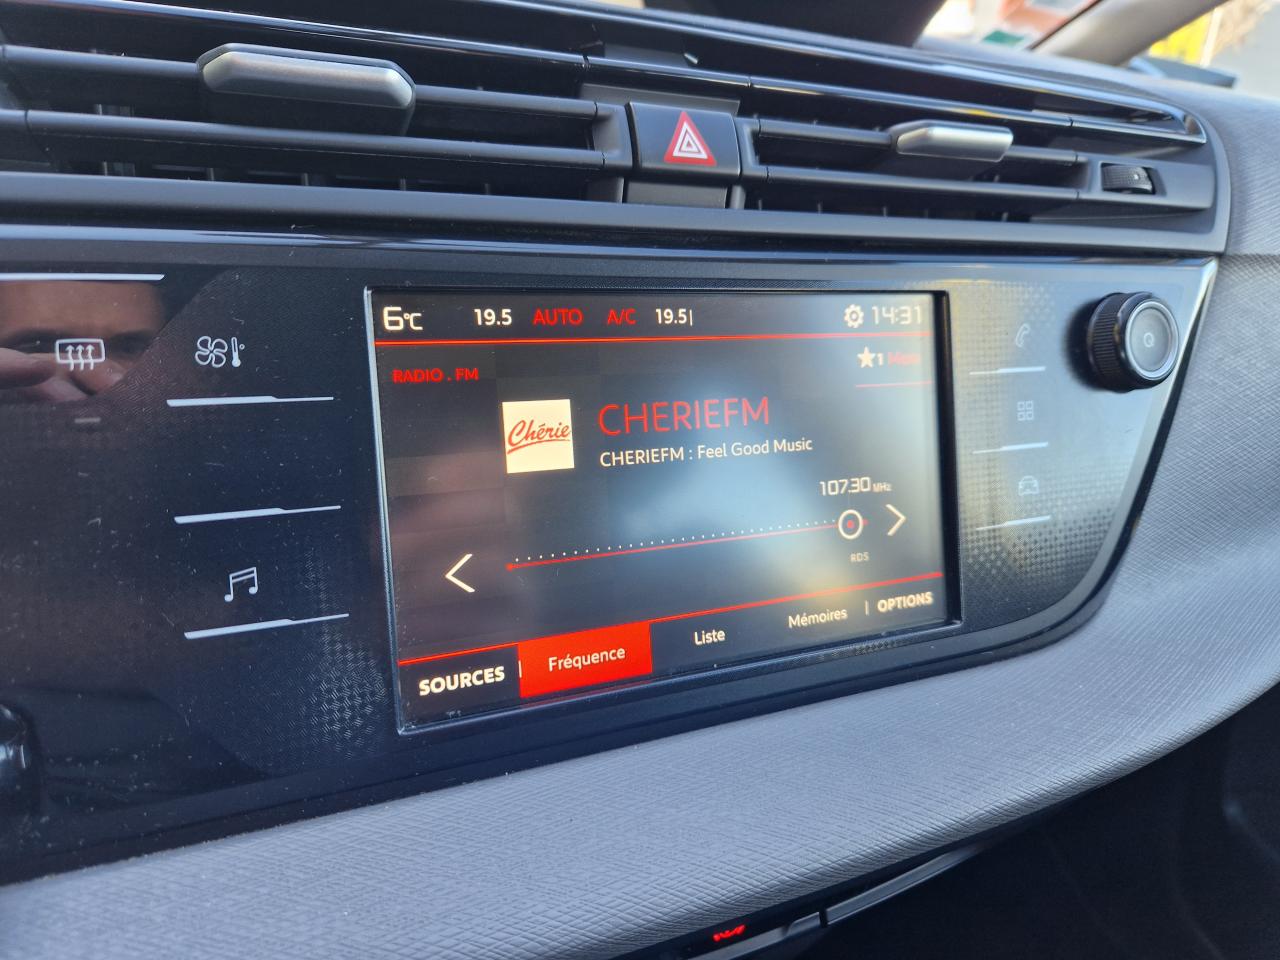 6°C 19.5 AUTO A/C 19.5 14:31
RADIO . FM
1 Mem
Chérie
CHERIEFM
CHERIEFM : Feel Good Music
107.30 MHz
RDS
SOURCES Fréquence Liste Mémoires OPTIONS